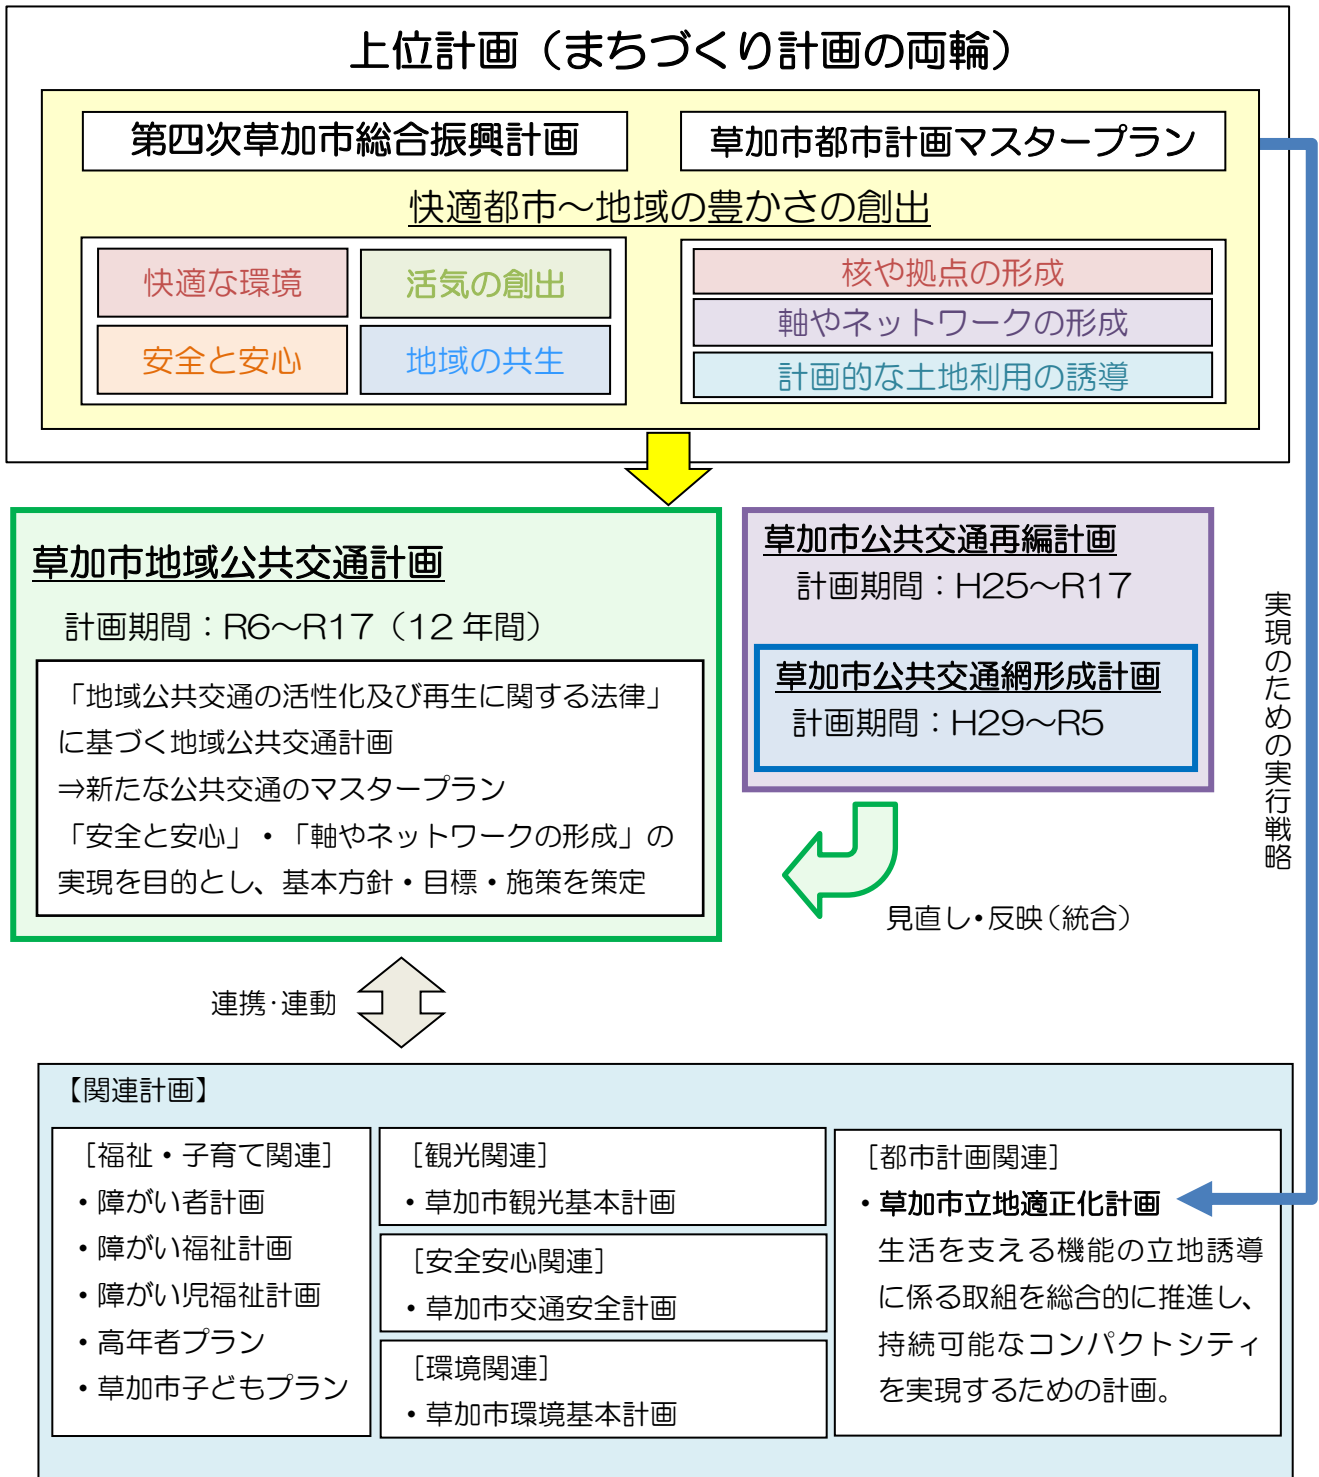 上位計画（まちづくり計画の両輪）
第四次草加市総合振興計画
草加市都市計画マスタープラン
快適都市～地域の豊かさの創出
快適な環境
活気の創出
安全と安心
地域の共生
核や拠点の形成
軸やネットワークの形成
計画的な土地利用の誘導
草加市地域公共交通計画
計画期間：R6～R17（12 年間）
「地域公共交通の活性化及び再生に関する法律」
に基づく地域公共交通計画
⇒新たな公共交通のマスタープラン
「安全と安心」・「軸やネットワークの形成」の
実現を目的とし、基本方針・目標・施策を策定
草加市公共交通再編計画
計画期間：H25～R17
草加市公共交通網形成計画
計画期間：H29～R5
見直し・反映（統合）
実現のための実行戦略
連携・連動
【関連計画】
［福祉・子育て関連］
・障がい者計画
・障がい福祉計画
・障がい児福祉計画
・高年者プラン
・草加市子どもプラン
［観光関連］
・草加市観光基本計画
［安全安心関連］
・草加市交通安全計画
［環境関連］
・草加市環境基本計画
［都市計画関連］
・草加市立地適正化計画
生活を支える機能の立地誘導
に係る取組を総合的に推進し、
持続可能なコンパクトシティ
を実現するための計画。